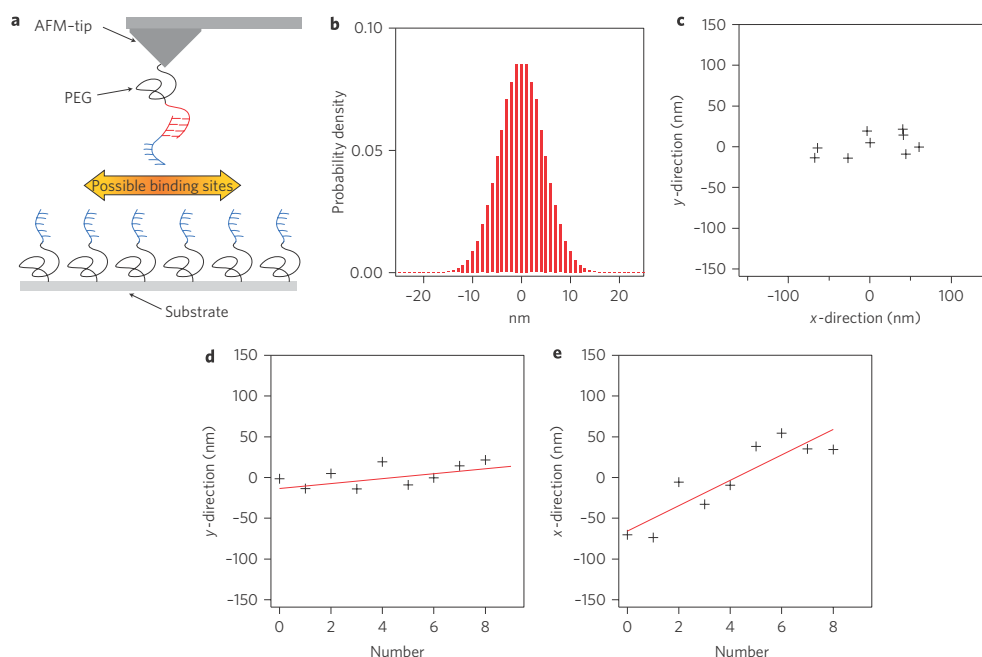 a
AFM-tip
PEG
Possible binding sites
Substrate
b
0.10
0.05
0.00
Probability density
−20 −10 0 10 20
nm
c
150
100
50
0
−50
−100
−150
y-direction (nm)
−100 0 100
x-direction (nm)
d
150
100
50
0
−50
−100
−150
y-direction (nm)
0 2 4 6 8
Number
e
150
100
50
0
−50
−100
−150
x-direction (nm)
0 2 4 6 8
Number